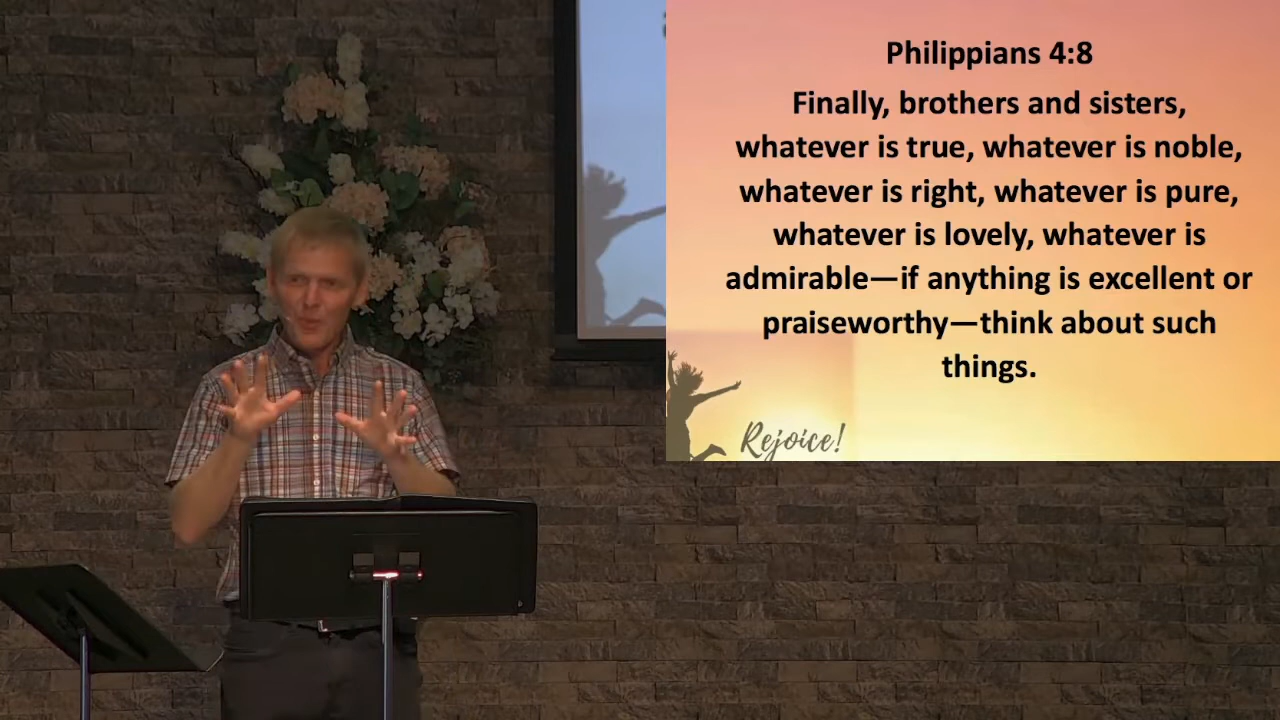 Philippians 4:8
Finally, brothers and sisters,
whatever is true, whatever is noble,
whatever is right, whatever is pure,
whatever is lovely, whatever is
admirable—if anything is excellent or
praiseworthy—think about such
things.
Rejoice!